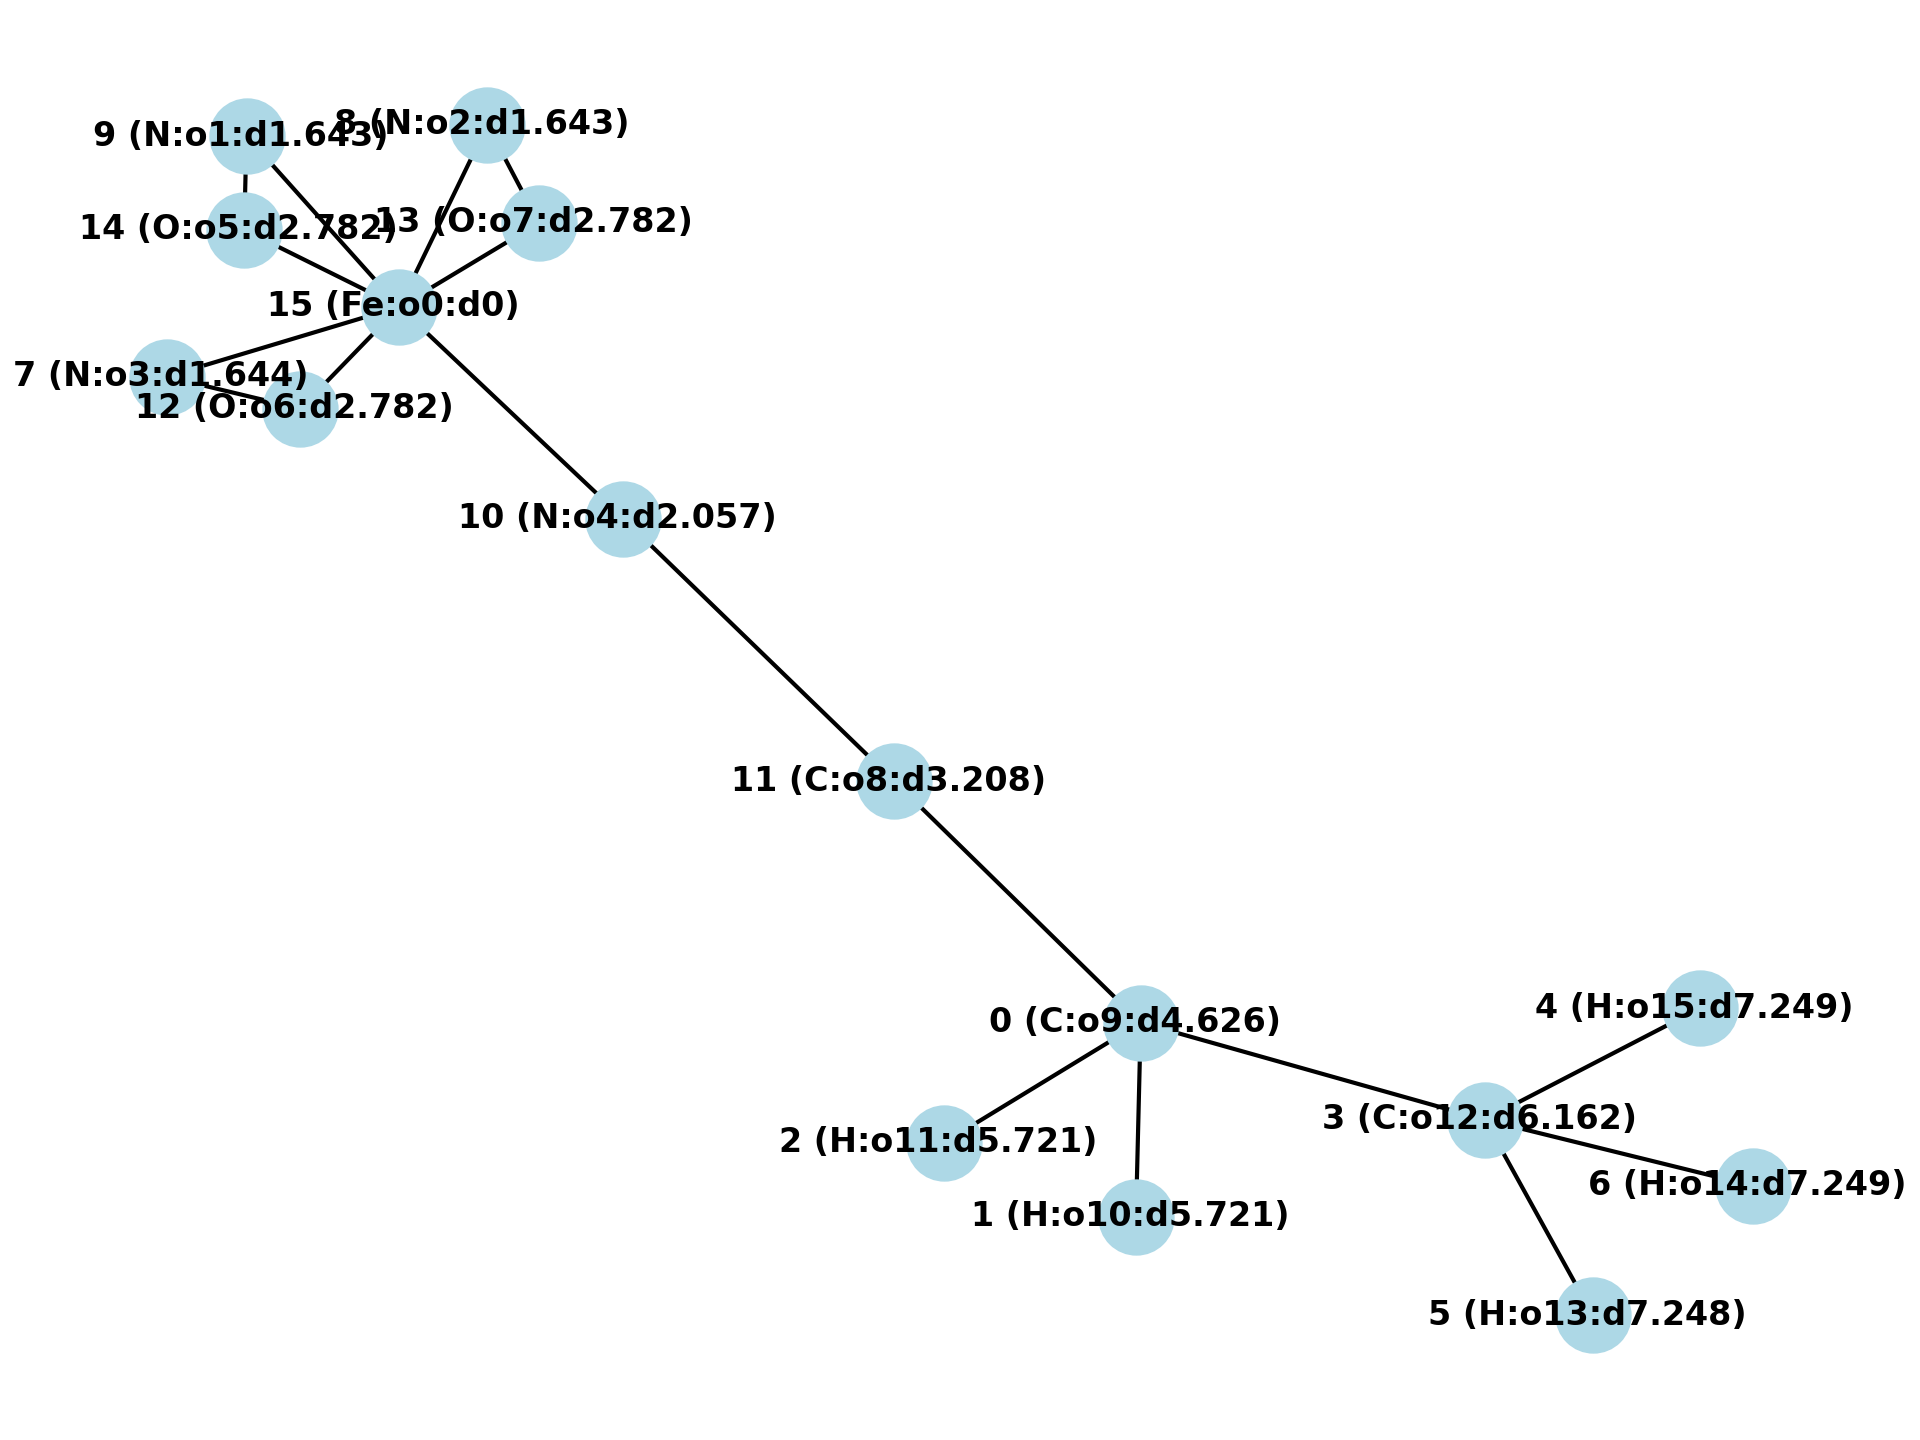 8 (N:o2:d1.643)
9 (N:o1:d1.643)
13 (O:o7:d2.782)
14 (O:o5:d2.782)
15 (Fe:o0:d0)
7 (N:o3:d1.644)
12 (O:o6:d2.782)
10 (N:o4:d2.057)
11 (C:o8:d3.208)
4 (H:o15:d7.249)
0 (C:o9:d4.626)
3 (C:o12:d6.162)
2 (H:o11:d5.721)
6 (H:o14:d7.249)
1 (H:o10:d5.721)
5 (H:o13:d7.248)